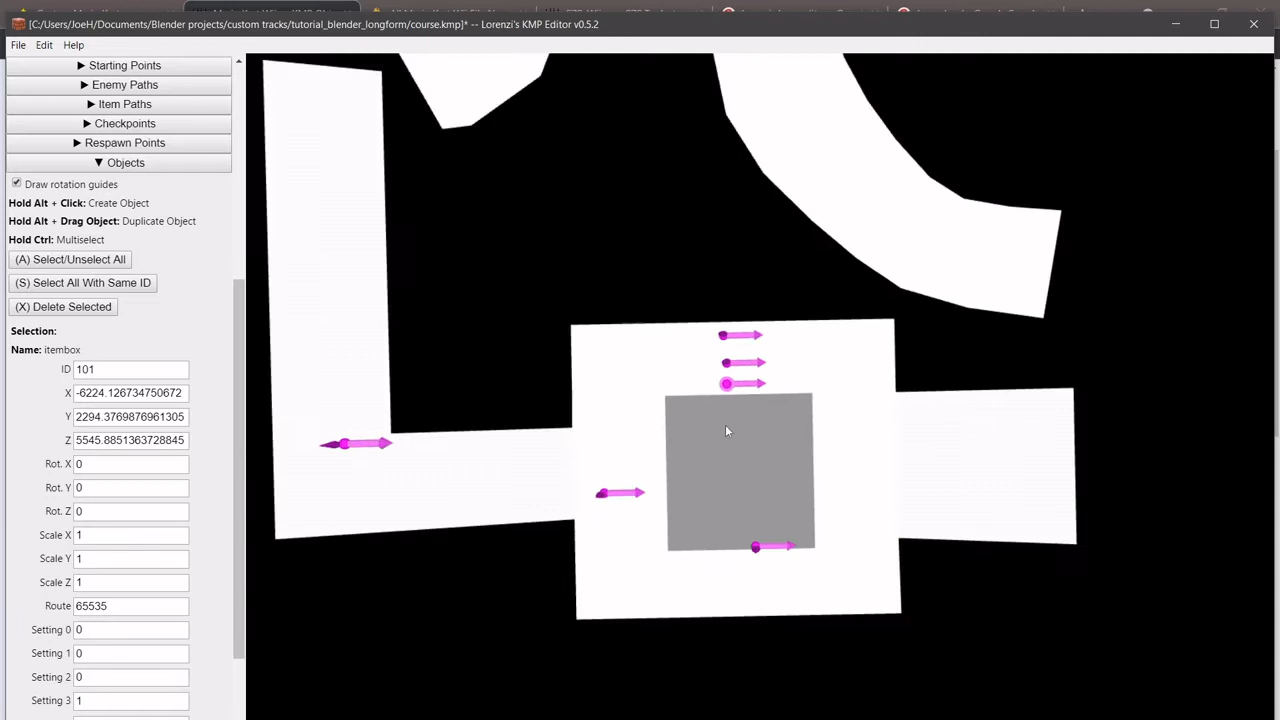 [C:/Users/JoeH/Documents/Blender projects/custom tracks/tutorial_blender_longform/course.kmp]* -- Lorenzi's KMP Editor v0.5.2
File Edit Help
▶ Starting Points
▶ Enemy Paths
▶ Item Paths
▶ Checkpoints
▶ Respawn Points
▼ Objects
Draw rotation guides
Hold Alt + Click: Create Object
Hold Alt + Drag Object: Duplicate Object
Hold Ctrl: Multiselect
(A) Select/Unselect All
(S) Select All With Same ID
(X) Delete Selected
Selection:
Name: itembox
ID 101
X -6224.126734750672
Y 2294.3769876961305
Z 5545.8851363728845
Rot. X 0
Rot. Y 0
Rot. Z 0
Scale X 1
Scale Y 1
Scale Z 1
Route 65535
Setting 0 0
Setting 1 0
Setting 2 0
Setting 3 1